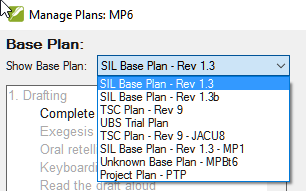 Manage Plans: MP6
Base Plan:
Show Base Plan: SIL Base Plan - Rev 1.3
SIL Base Plan - Rev 1.3
SIL Base Plan - Rev 1.3b
TSC Plan - Rev 9
UBS Trial Plan
TSC Plan - Rev 9 - JACU8
SIL Base Plan - Rev 1.3 - MP1
Unknown Base Plan - MPBt6
Project Plan - PTP
1. Drafting
Complete
Exegesis
Oral retell
Keyboardi
Read the draft aloud